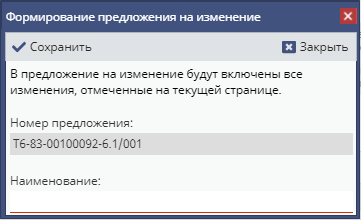 Формирование предложения на изменение
Сохранить Закрыть
В предложение на изменение будут включены все
изменения, отмеченные на текущей странице.
Номер предложения:
Т6-83-00100092-6.1/001
Наименование: